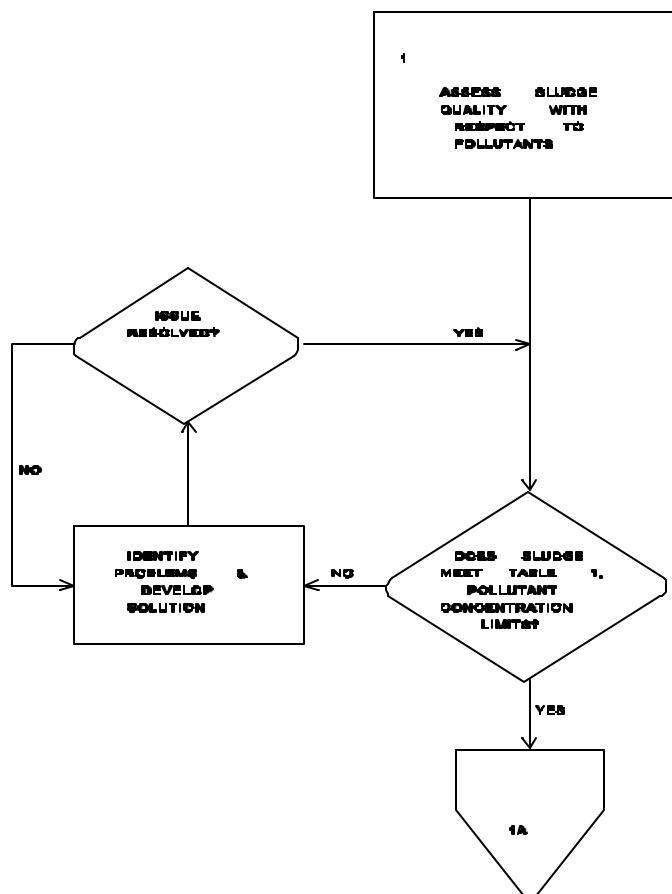 1
ASSESS SLUDGE
QUALITY WITH
RESPECT TO
POLLUTANTS
ISSUE
RESOLVED?
YES
NO
IDENTIFY
PROBLEMS &
DEVELOP
SOLUTION
NO
DOES SLUDGE
MEET TABLE 1,
POLLUTANT
CONCENTRATION
LIMITS?
YES
1A